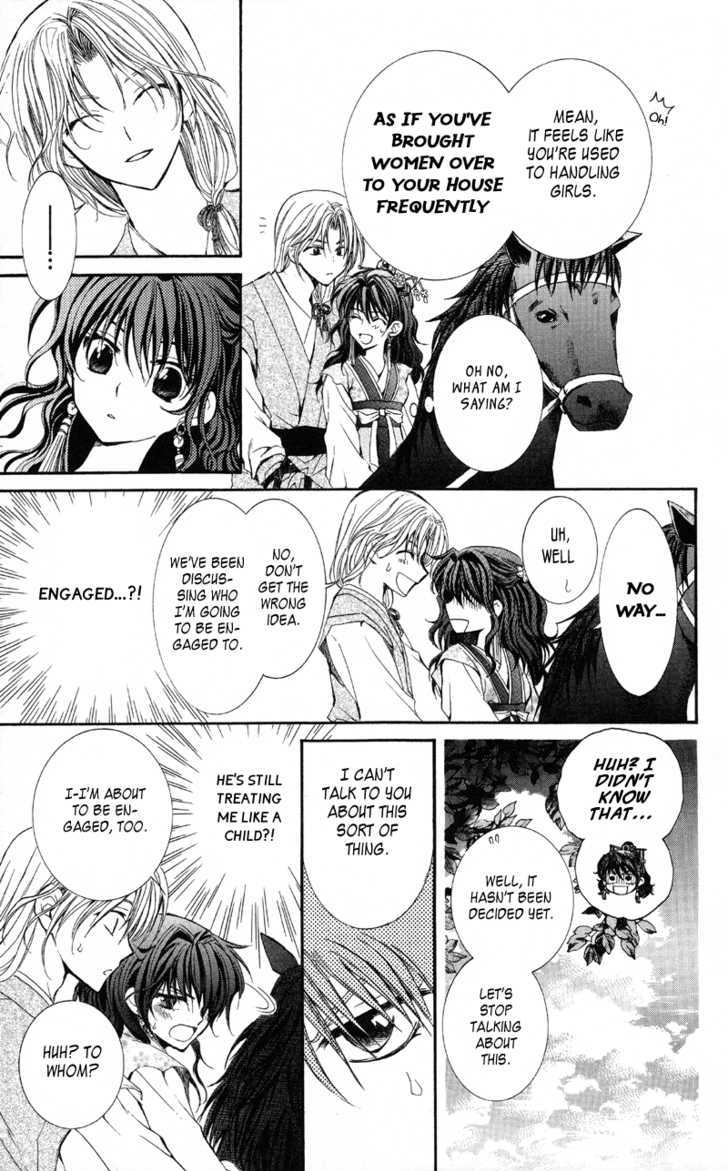 MEAN,
IT FEELS LIKE
YOU'RE USED
TO HANDLING
GIRLS.
Oh!
AS IF YOU'VE
BROUGHT
WOMEN OVER
TO YOUR HOUSE
FREQUENTLY
OH NO,
WHAT AM I
SAYING?
........
NO
WAY...
UH,
WELL
NO,
DON'T
GET THE
WRONG
IDEA.
WE'VE BEEN
DISCUS-
SING WHO
I'M GOING
TO BE EN-
GAGED TO.
ENGAGED...?!
HUH? I
DIDN'T
KNOW
THAT...
WELL, IT
HASN'T BEEN
DECIDED YET.
LET'S
STOP
TALKING
ABOUT
THIS.
I CAN'T
TALK TO YOU
ABOUT THIS
SORT OF
THING.
HE'S STILL
TREATING
ME LIKE A
CHILD?!
I-I'M ABOUT
TO BE EN-
GAGED, TOO.
HUH? TO
WHOM?